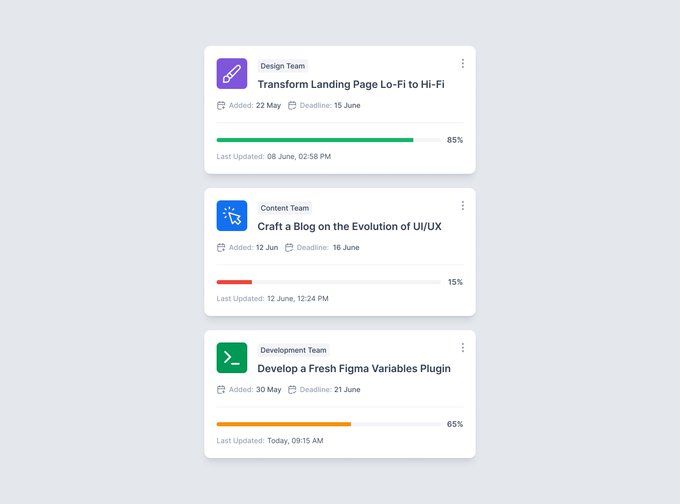 Design Team
Transform Landing Page Lo-Fi to Hi-Fi
Added: 22 May Deadline: 15 June
85%
Last Updated: 08 June, 02:58 PM
Content Team
Craft a Blog on the Evolution of UI/UX
Added: 12 Jun Deadline: 16 June
15%
Last Updated: 12 June, 12:24 PM
Development Team
Develop a Fresh Figma Variables Plugin
Added: 30 May Deadline: 21 June
65%
Last Updated: Today, 09:15 AM